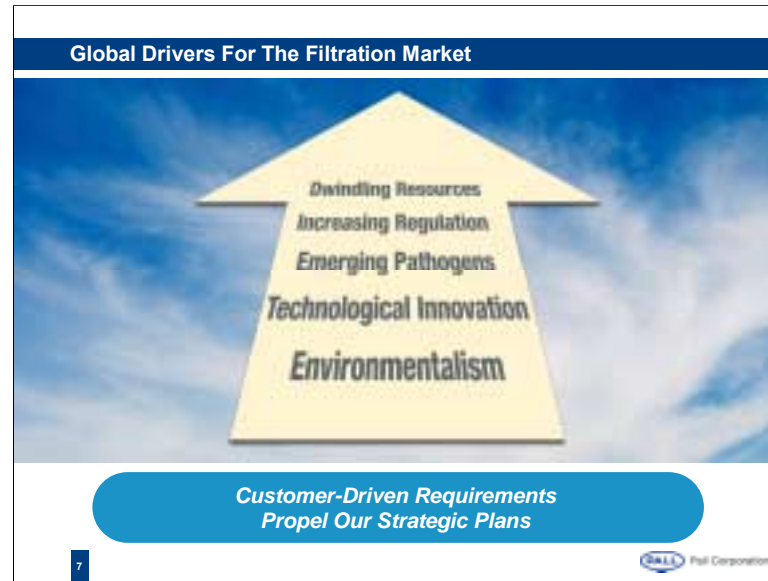 Global Drivers For The Filtration Market
Dwindling Resources
Increasing Regulation
Emerging Pathogens
Technological Innovation
Environmentalism
Customer-Driven Requirements
Propel Our Strategic Plans
7
PALL Pall Corporation